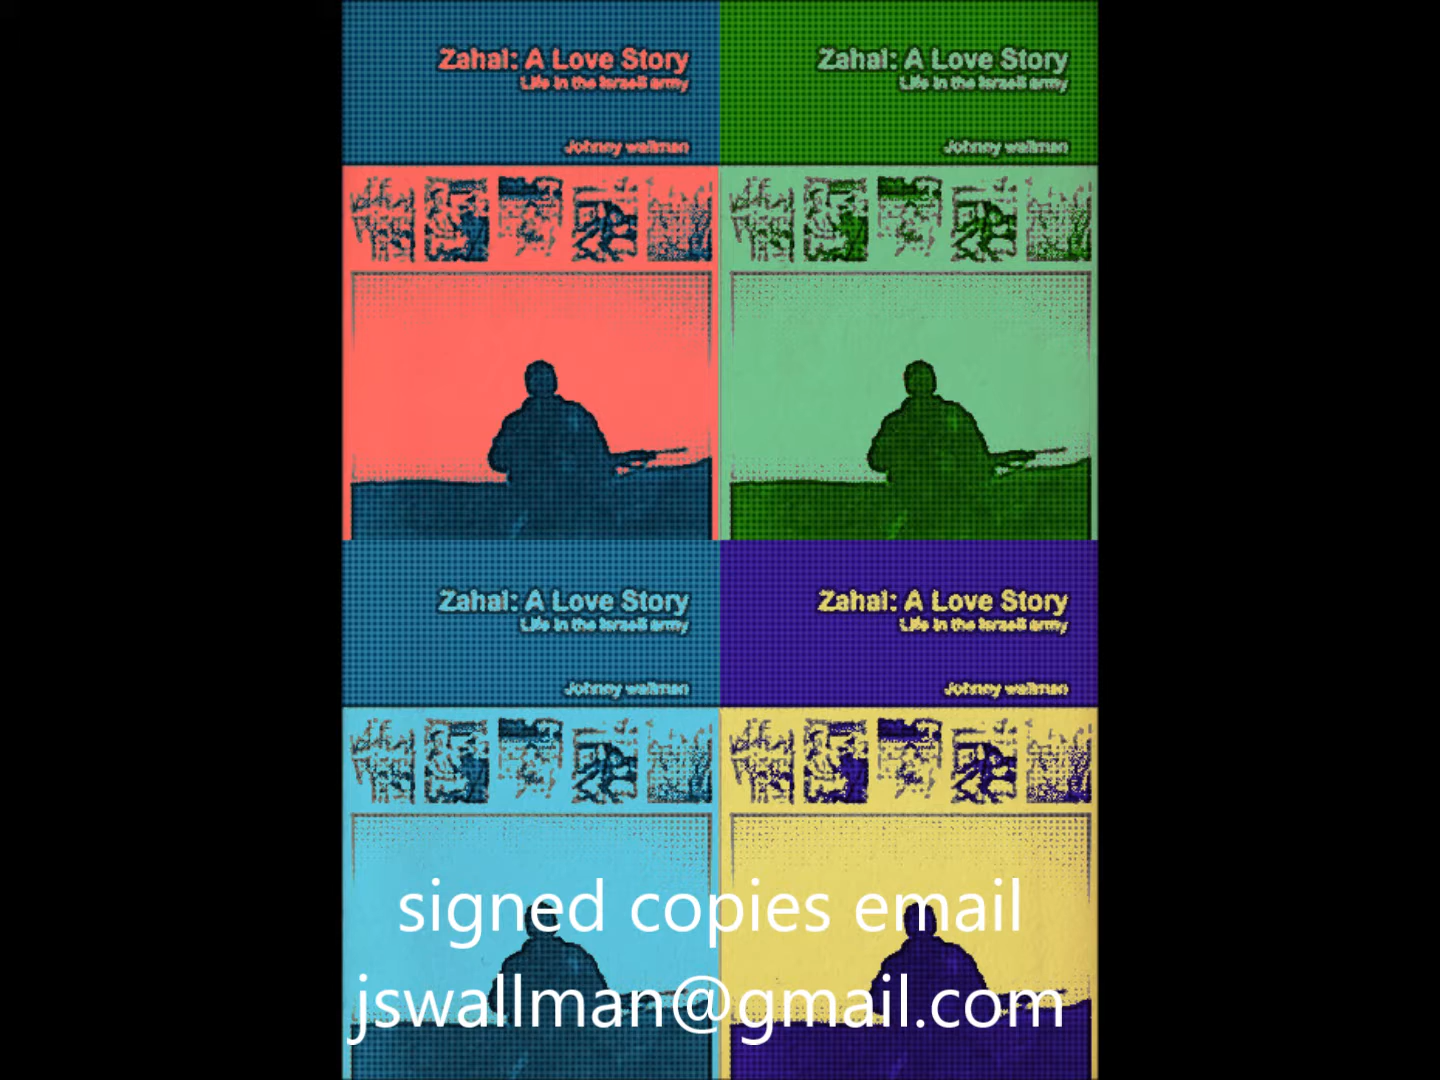 Zahal: A Love Story
Life in the Israeli army
Johnny wallman
Zahal: A Love Story
Life in the Israeli army
Johnny wallman
Zahal: A Love Story
Life in the Israeli army
Johnny wallman
Zahal: A Love Story
Life in the Israeli army
Johnny wallman
signed copies email
jswallman@gmail.com